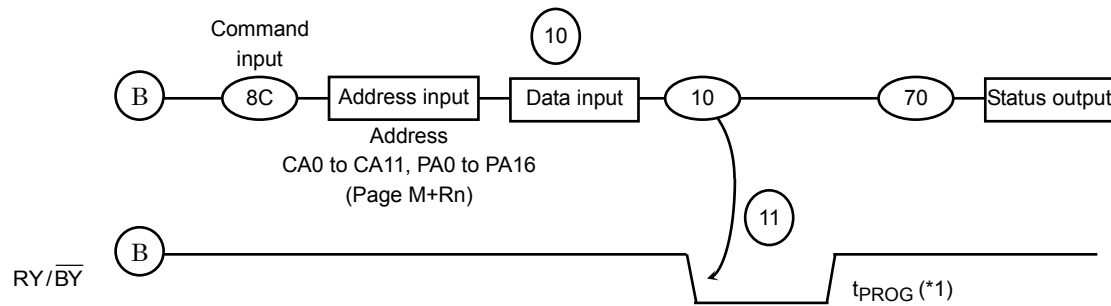 Command
input
10
B
8C
Address input
Data input
10
70
Status output
Address
CA0 to CA11, PA0 to PA16
(Page M+Rn)
11
B
RY/BY
tPROG (*1)